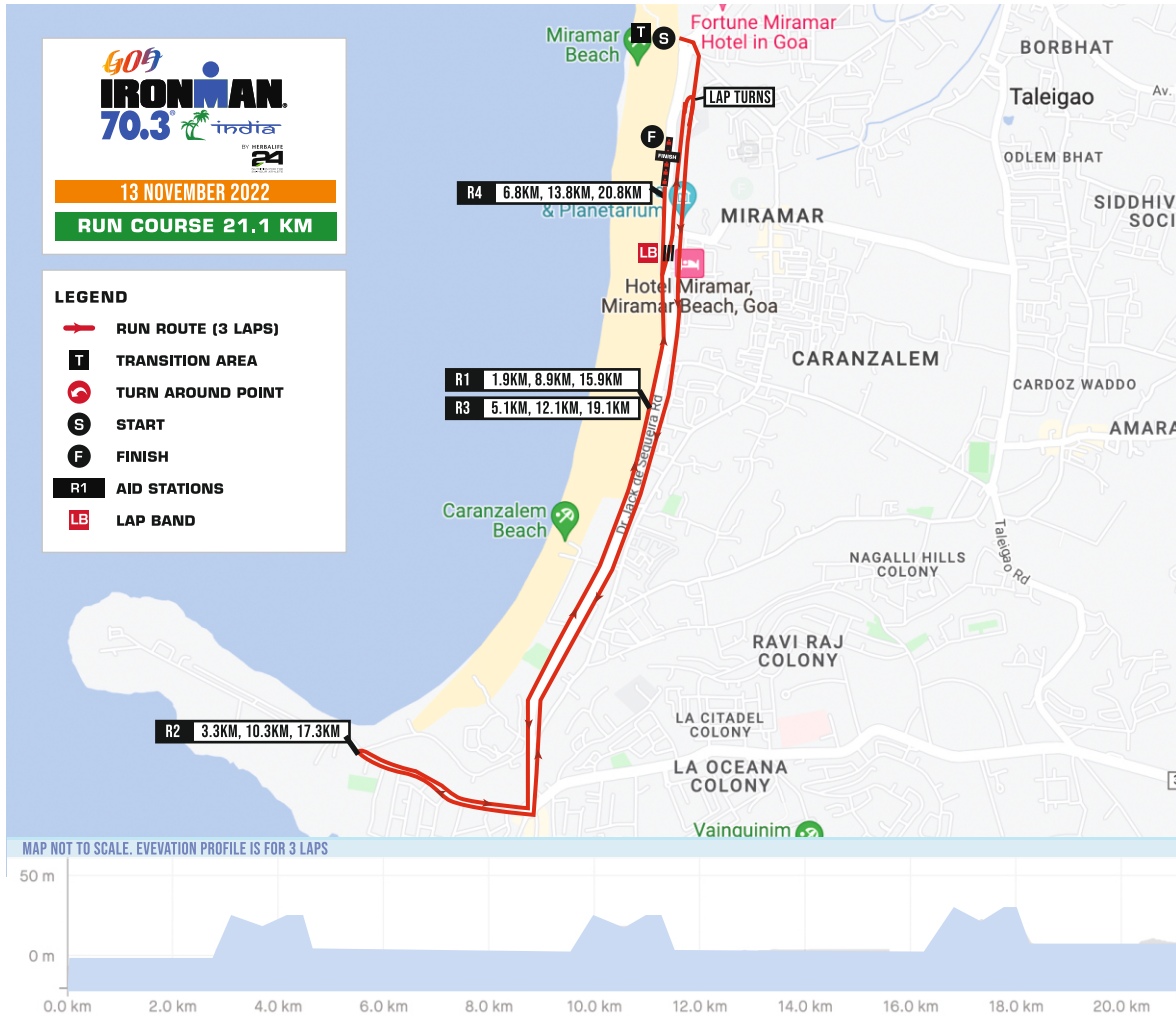 GOA
IRONMAN
70.3 india
BY HERBALIFE
24
13 NOVEMBER 2022
RUN COURSE 21.1 KM
LEGEND
RUN ROUTE (3 LAPS)
T TRANSITION AREA
TURN AROUND POINT
S START
F FINISH
R1 AID STATIONS
LB LAP BAND
Miramar
Beach
T S
Fortune Miramar
Hotel in Goa
LAP TURNS
F
FINISH
R4 6.8KM, 13.8KM, 20.8KM
& Planetarium
LB
Hotel Miramar,
Miramar Beach, Goa
R1 1.9KM, 8.9KM, 15.9KM
R3 5.1KM, 12.1KM, 19.1KM
Dr Jack de Sequeira Rd
Caranzalem
Beach
R2 3.3KM, 10.3KM, 17.3KM
BORBHAT
Taleigao
Av.
ODLEM BHAT
SIDDHIV
SOCI
MIRAMAR
CARANZALEM
CARDOZ WADDO
AMARA
Taleigao Rd
NAGALLI HILLS
COLONY
RAVI RAJ
COLONY
LA CITADEL
COLONY
LA OCEANA
COLONY
3
Vainguinim
MAP NOT TO SCALE. EVEVATION PROFILE IS FOR 3 LAPS
50 m
0 m
0.0 km 2.0 km 4.0 km 6.0 km 8.0 km 10.0 km 12.0 km 14.0 km 16.0 km 18.0 km 20.0 km